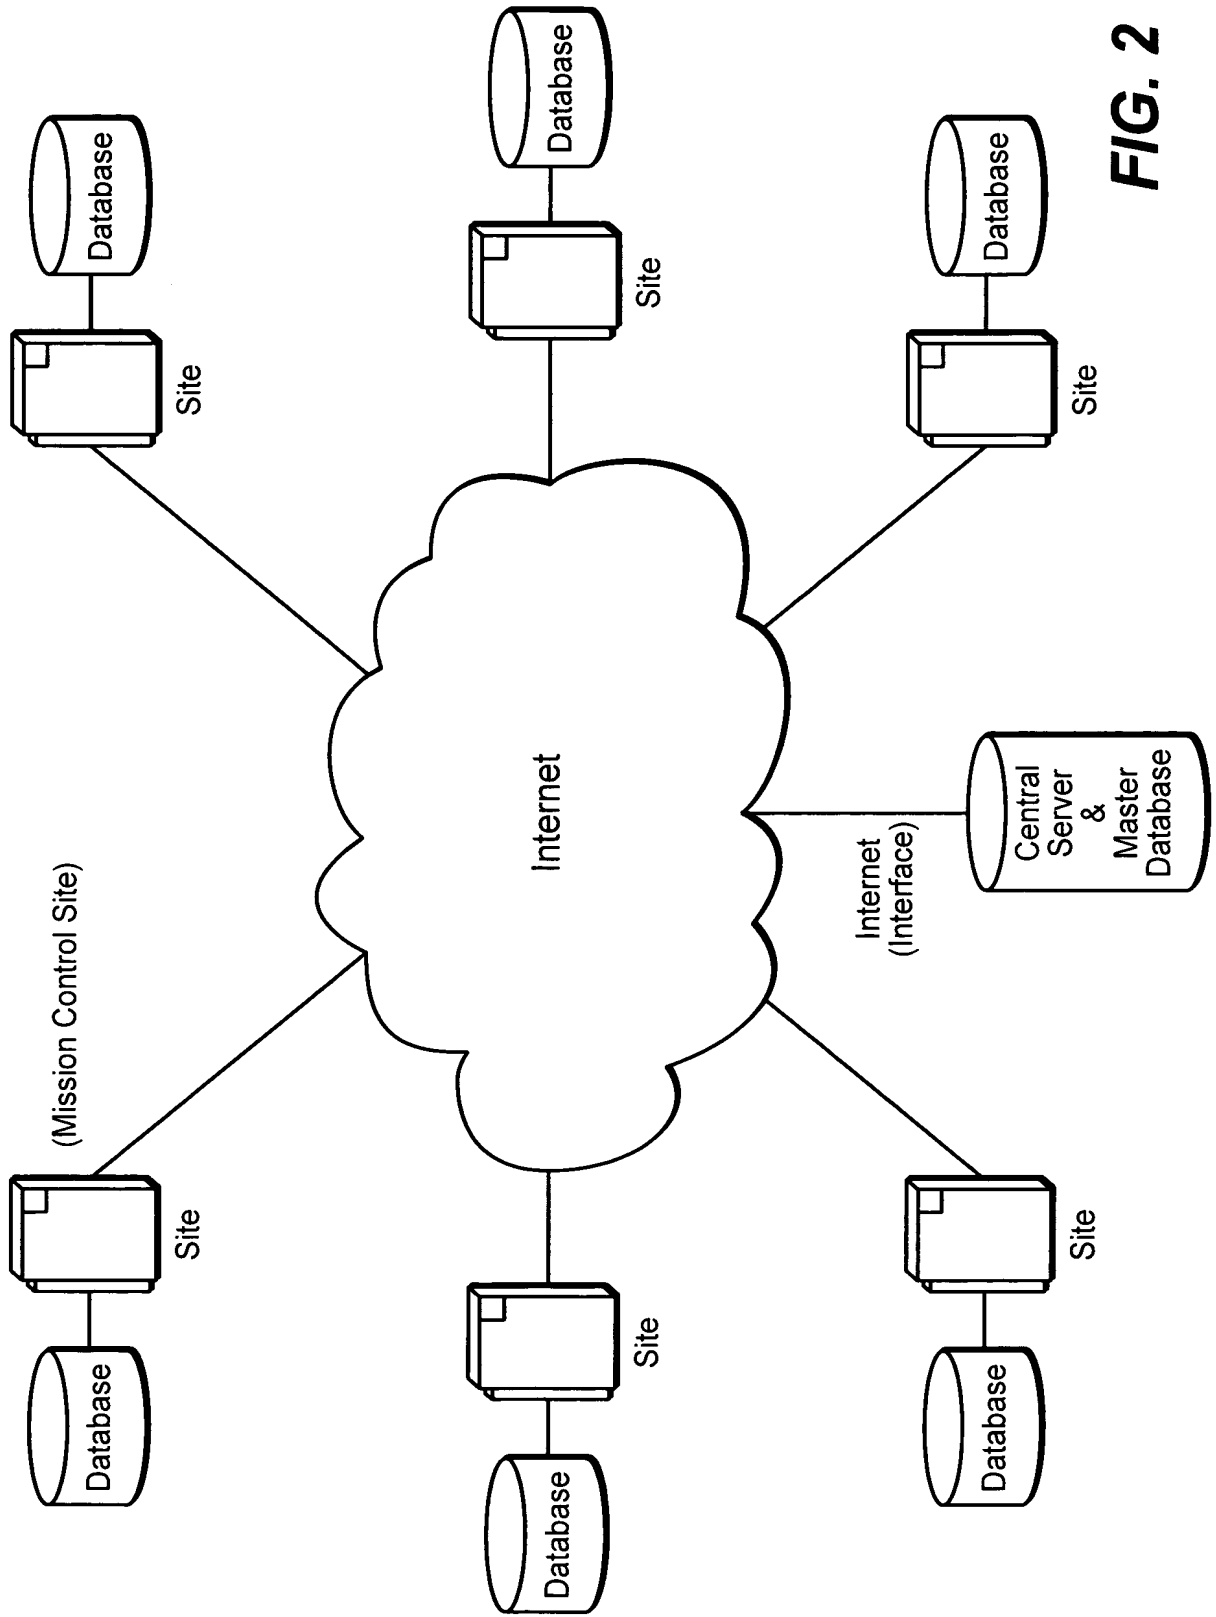 (Mission Control Site)
Database
Database
Site
Site
Database
Internet
Database
Site
Site
Internet
(Interface)
Database
Database
Site
Site
Central
Server
&
Master
Database
FIG. 2